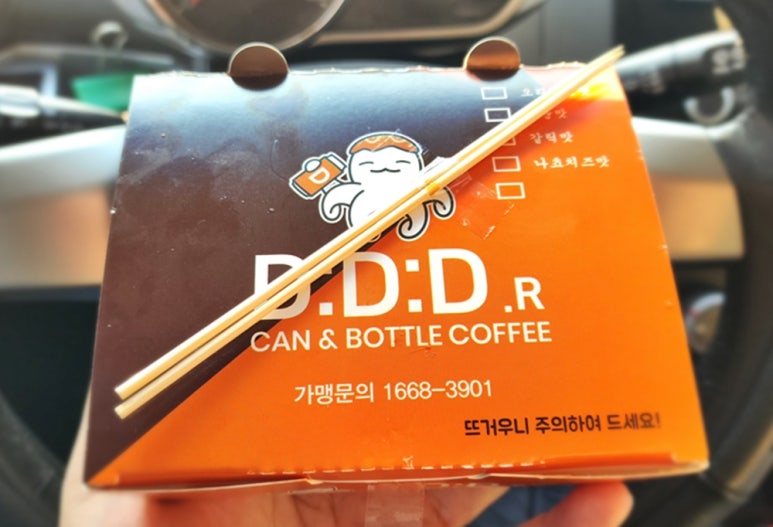 맛
갈릭맛
나쵸치즈맛
D
D:D:D.R
CAN & BOTTLE COFFEE
가맹문의 1668-3901
뜨거우니 주의하여 드세요!